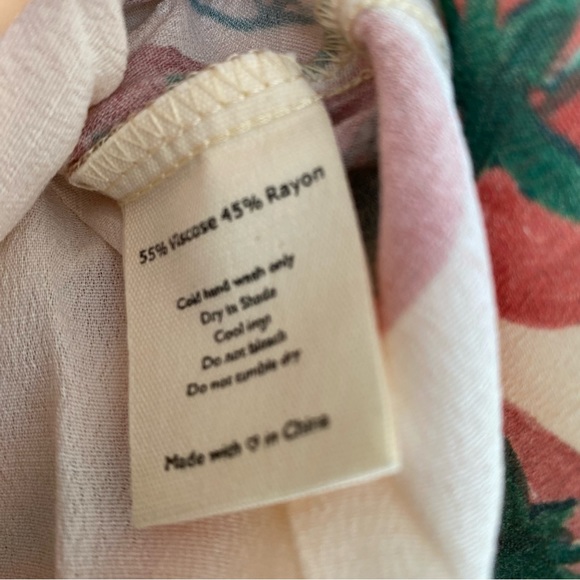 55% Viscose 45% Rayon
Cold hand wash only
Dry in Shade
Cool iron
Do not bleach
Do not tumble dry
Made with ♡ in China